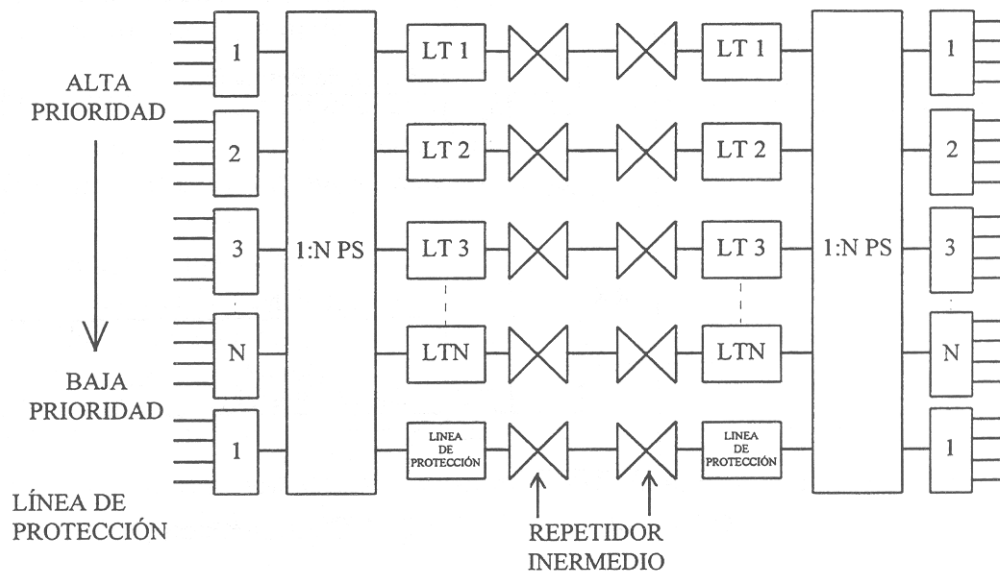 ALTA
PRIORIDAD
BAJA
PRIORIDAD
LÍNEA DE
PROTECCIÓN
1
2
3
N
1
1:N PS
LT 1
LT 2
LT 3
LTN
LINEA
DE
PROTECCIÓN
LT 1
LT 2
LT 3
LTN
LINEA
DE
PROTECCIÓN
1:N PS
1
2
3
N
1
REPETIDOR
INERMEDIO